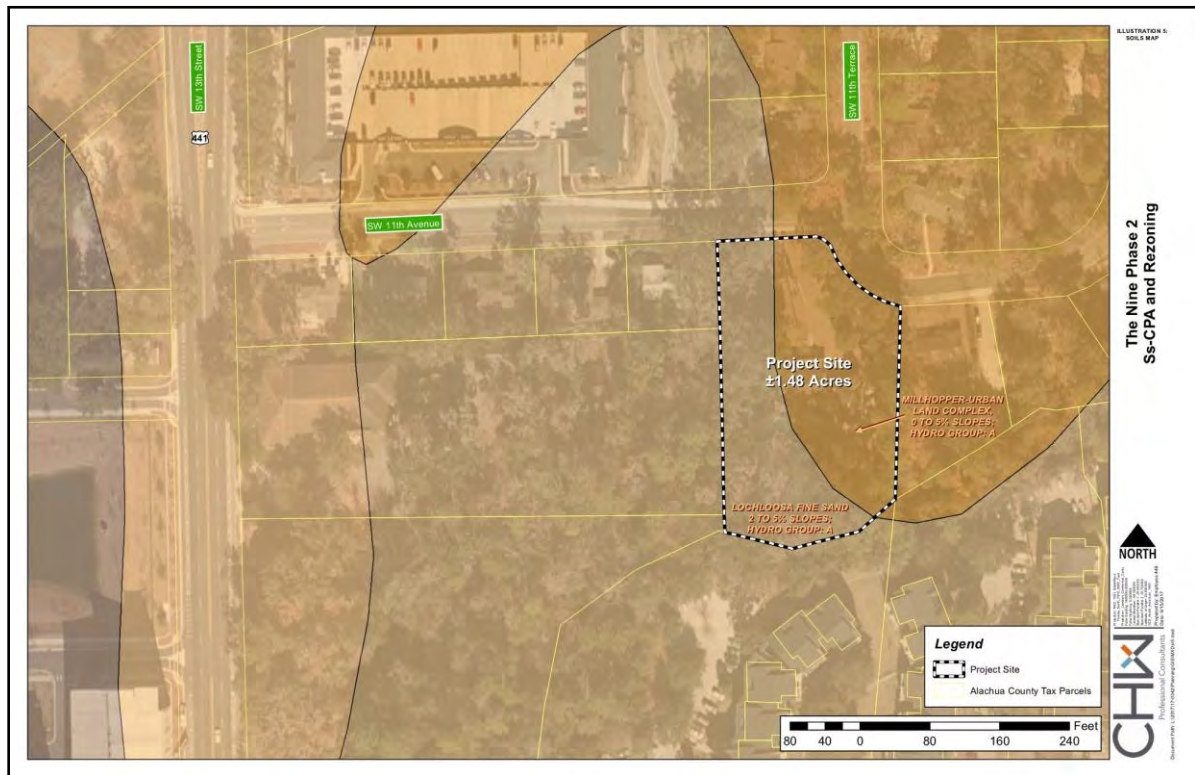 ILLUSTRATION 5:
SOILS MAP
SW 13th Street
441
SW 11th Avenue
SW 11th Terrace
Project Site
±1.48 Acres
MILLHOPPER-URBAN
LAND COMPLEX,
0 TO 5% SLOPES;
HYDRO GROUP: A
LOCHLOOSA FINE SAND
2 TO 5% SLOPES;
HYDRO GROUP: A
The Nine Phase 2
Ss-CPA and Rezoning
NORTH
CHW
Professional Consultants
Legend
Project Site
Alachua County Tax Parcels
Feet
80 40 0 80 160 240